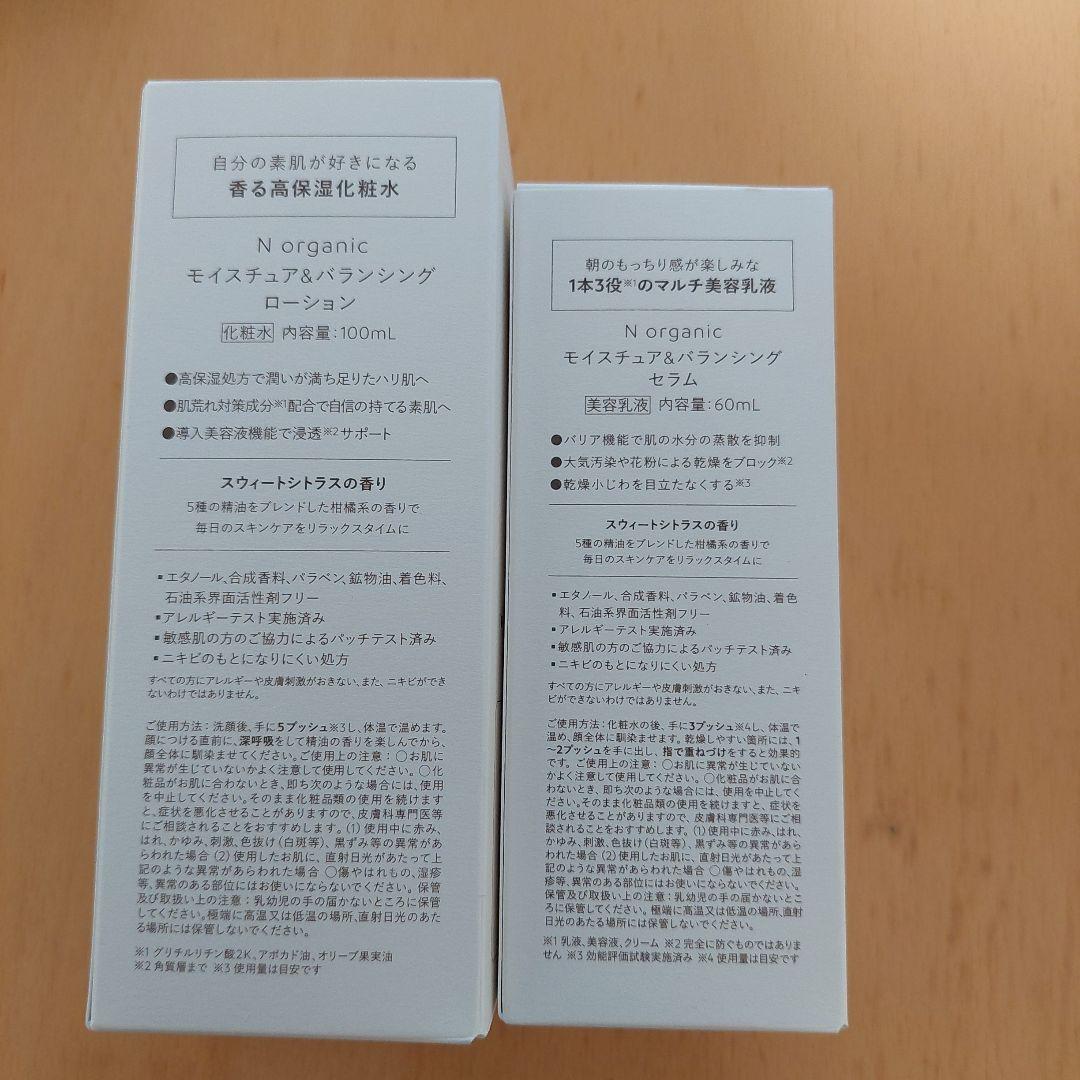 自分の素肌が好きになる
香る高保湿化粧水
N organic
モイスチュア&バランシング
ローション
化粧水 内容量:100mL
●高保湿処方で潤いが満ち足りたハリ肌へ
●肌荒れ対策成分※1配合で自信の持てる素肌へ
●導入美容液機能で浸透※2サポート
スウィートシトラスの香り
5種の精油をブレンドした柑橘系の香りで
毎日のスキンケアをリラックスタイムに
▪エタノール、合成香料、パラベン、鉱物油、着色料、
石油系界面活性剤フリー
▪アレルギーテスト実施済み
▪敏感肌の方のご協力によるパッチテスト済み
▪ニキビのもとになりにくい処方
すべての方にアレルギーや皮膚刺激がおきない、また、ニキビができ
ないわけではありません。
ご使用方法:洗顔後、手に5プッシュ※3し、体温で温めます。
顔につける直前に、深呼吸をして精油の香りを楽しんでから、
顔全体に馴染ませてください。ご使用上の注意:○お肌に
異常が生じていないかよく注意して使用してください。○化
粧品がお肌に合わないとき、即ち次のような場合には、使用
を中止してください。そのまま化粧品類の使用を続けます
と、症状を悪化させることがありますので、皮膚科専門医等
にご相談されることをおすすめします。(1)使用中に赤み、
はれ、かゆみ、刺激、色抜け(白斑等)、黒ずみ等の異常があ
らわれた場合(2)使用したお肌に、直射日光があたって上
記のような異常があらわれた場合 ○傷やはれもの、湿疹
等、異常のある部位にはお使いにならないでください。保管
及び取扱い上の注意:乳幼児の手の届かないところに保管
してください。極端に高温又は低温の場所、直射日光のあた
る場所には保管しないでください。
※1 グリチルリチン酸2K、アボカド油、オリーブ果実油
※2 角質層まで ※3 使用量は目安です
朝のもっちり感が楽しみな
1本3役※1のマルチ美容乳液
N organic
モイスチュア&バランシング
セラム
美容乳液 内容量:60mL
●バリア機能で肌の水分の蒸散を抑制
●大気汚染や花粉による乾燥をブロック※2
●乾燥小じわを目立たなくする※3
スウィートシトラスの香り
5種の精油をブレンドした柑橘系の香りで
毎日のスキンケアをリラックスタイムに
▪エタノール、合成香料、パラベン、鉱物油、着色
料、石油系界面活性剤フリー
▪アレルギーテスト実施済み
▪敏感肌の方のご協力によるパッチテスト済み
▪ニキビのもとになりにくい処方
すべての方にアレルギーや皮膚刺激がおきない、また、ニキ
ビができないわけではありません。
ご使用方法:化粧水の後、手に3プッシュ※4し、体温で
温め、顔全体に馴染ませます。乾燥しやすい箇所には、1
~2プッシュを手に出し、指で重ねづけをすると効果的
です。ご使用上の注意:○お肌に異常が生じていない
かよく注意して使用してください。○化粧品がお肌に合
わないとき、即ち次のような場合には、使用を中止してく
ださい。そのまま化粧品類の使用を続けますと、症状を
悪化させることがありますので、皮膚科専門医等にご相
談されることをおすすめします。(1)使用中に赤み、はれ、
かゆみ、刺激、色抜け(白斑等)、黒ずみ等の異常があら
われた場合(2)使用したお肌に、直射日光があたって上
記のような異常があらわれた場合 ○傷やはれもの、湿
疹等、異常のある部位にはお使いにならないでください。
保管及び取扱い上の注意:乳幼児の手の届かないとこ
ろに保管してください。極端に高温又は低温の場所、直射
日光のあたる場所には保管しないでください。
※1 乳液、美容液、クリーム ※2 完全に防ぐものではありま
せん ※3 効能評価試験実施済み ※4 使用量は目安です